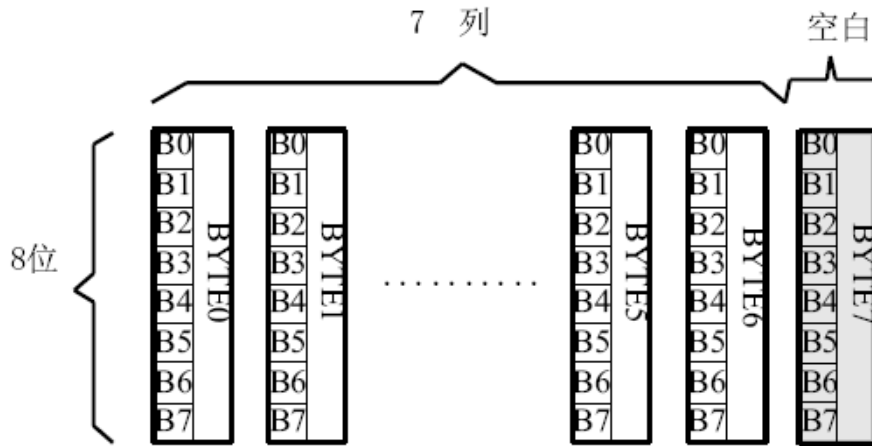 7 列 空白
B0 B0 B0 B0 B0
B1 B1 B1 B1 B1
B2 B2 B2 B2 B2
B3 B3 B3 B3 B3
8位
B4 B4 .......... B4 B4 B4
B5 B5 B5 B5 B5
B6 B6 B6 B6 B6
B7 B7 B7 B7 B7
BYTE0
BYTE1
BYTE5
BYTE6
BYTE7